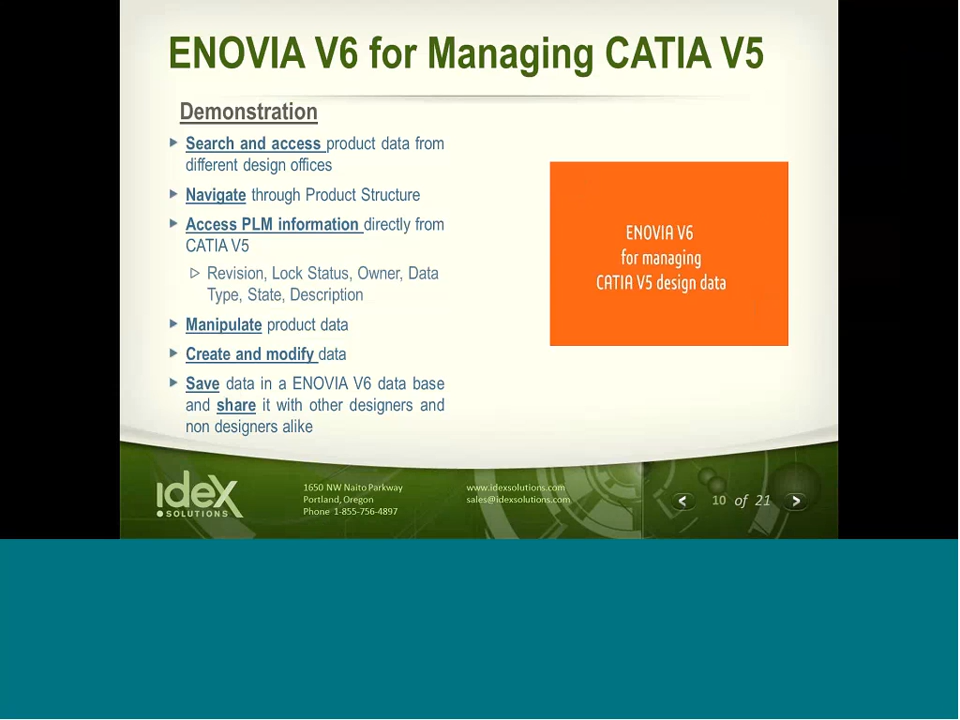 ENOVIA V6 for Managing CATIA V5
Demonstration
Search and access product data from
different design offices
Navigate through Product Structure
Access PLM information directly from
CATIA V5
Revision, Lock Status, Owner, Data
Type, State, Description
Manipulate product data
Create and modify data
Save data in a ENOVIA V6 data base
and share it with other designers and
non designers alike
ENOVIA V6
for managing
CATIA V5 design data
ideX
SOLUTIONS
1650 NW Naito Parkway
Portland, Oregon
Phone 1-855-756-4897
www.idexsolutions.com
sales@idexsolutions.com
10 of 21